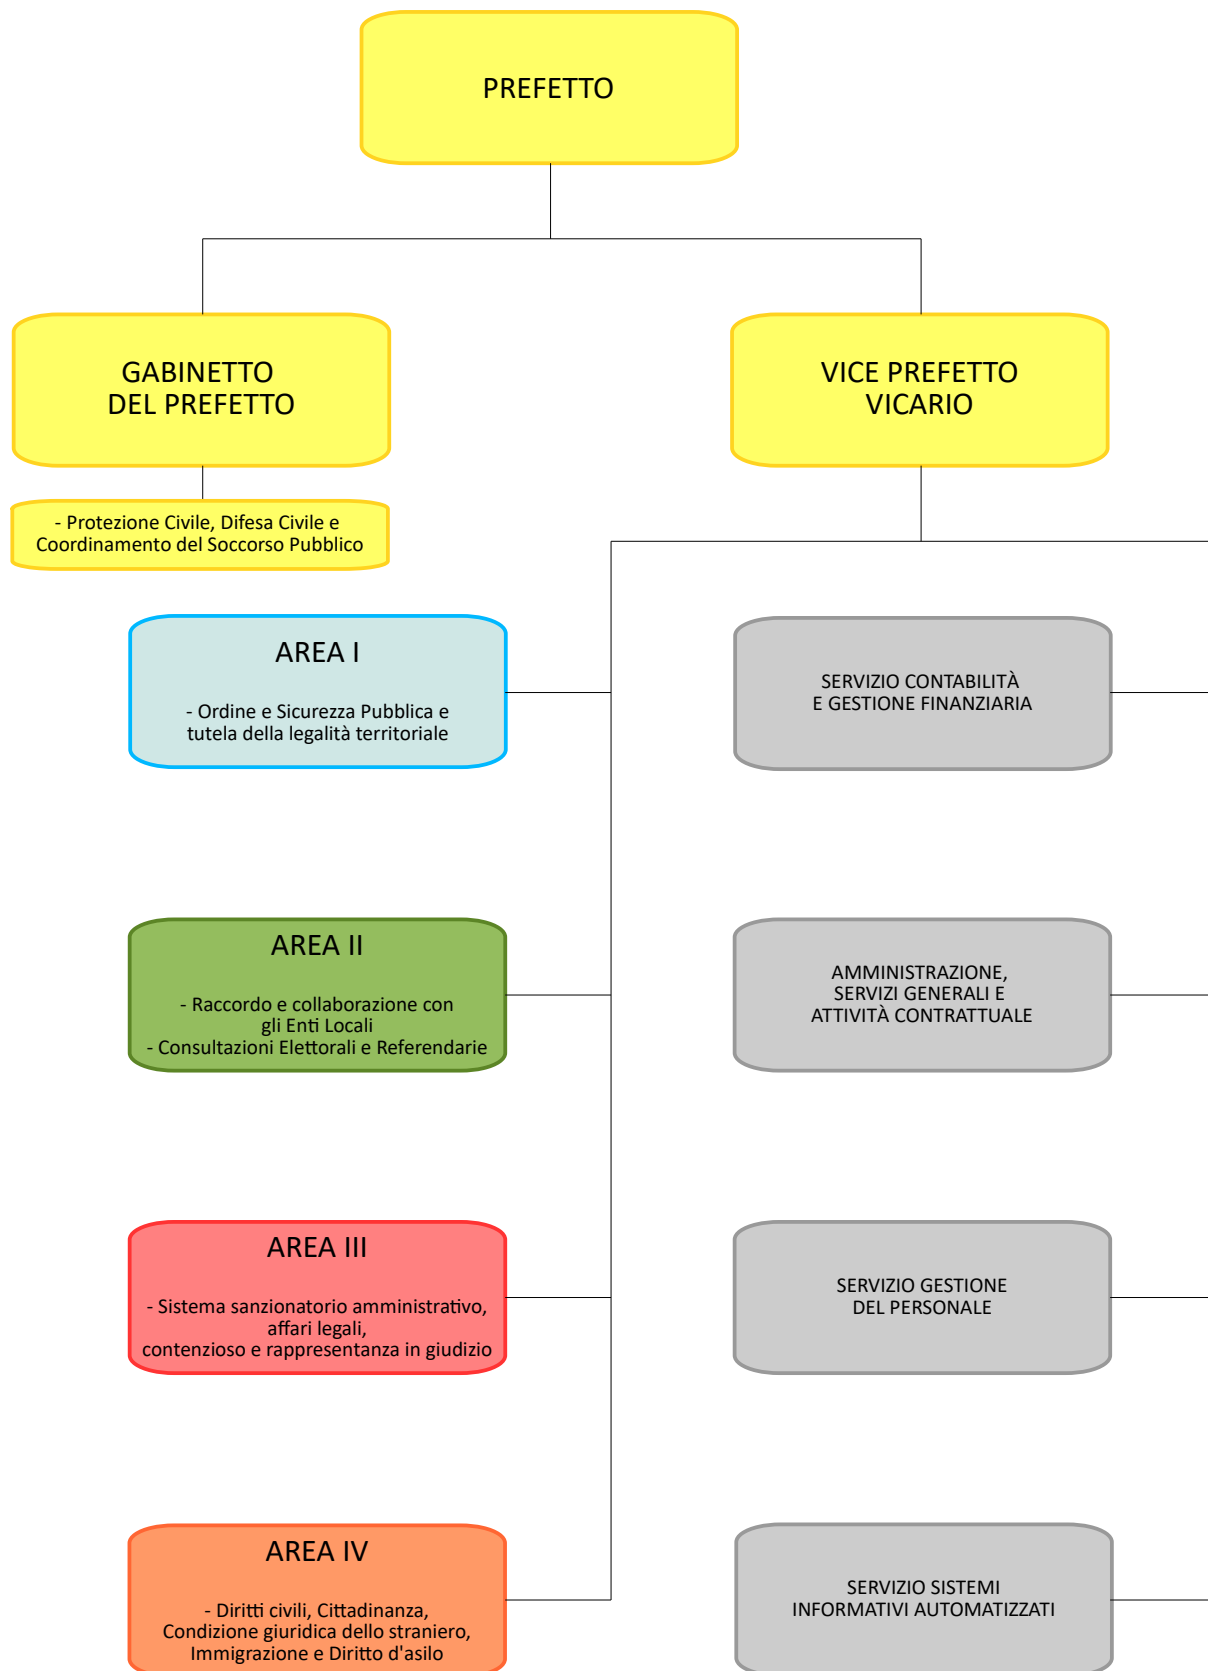 PREFETTO
GABINETTO
DEL PREFETTO
VICE PREFETTO
VICARIO
- Protezione Civile, Difesa Civile e
Coordinamento del Soccorso Pubblico
AREA I
- Ordine e Sicurezza Pubblica e
tutela della legalità territoriale
SERVIZIO CONTABILITÀ
E GESTIONE FINANZIARIA
AREA II
- Raccordo e collaborazione con
gli Enti Locali
- Consultazioni Elettorali e Referendarie
AMMINISTRAZIONE,
SERVIZI GENERALI E
ATTIVITÀ CONTRATTUALE
AREA III
- Sistema sanzionatorio amministrativo,
affari legali,
contenzioso e rappresentanza in giudizio
SERVIZIO GESTIONE
DEL PERSONALE
AREA IV
- Diritti civili, Cittadinanza,
Condizione giuridica dello straniero,
Immigrazione e Diritto d'asilo
SERVIZIO SISTEMI
INFORMATIVI AUTOMATIZZATI